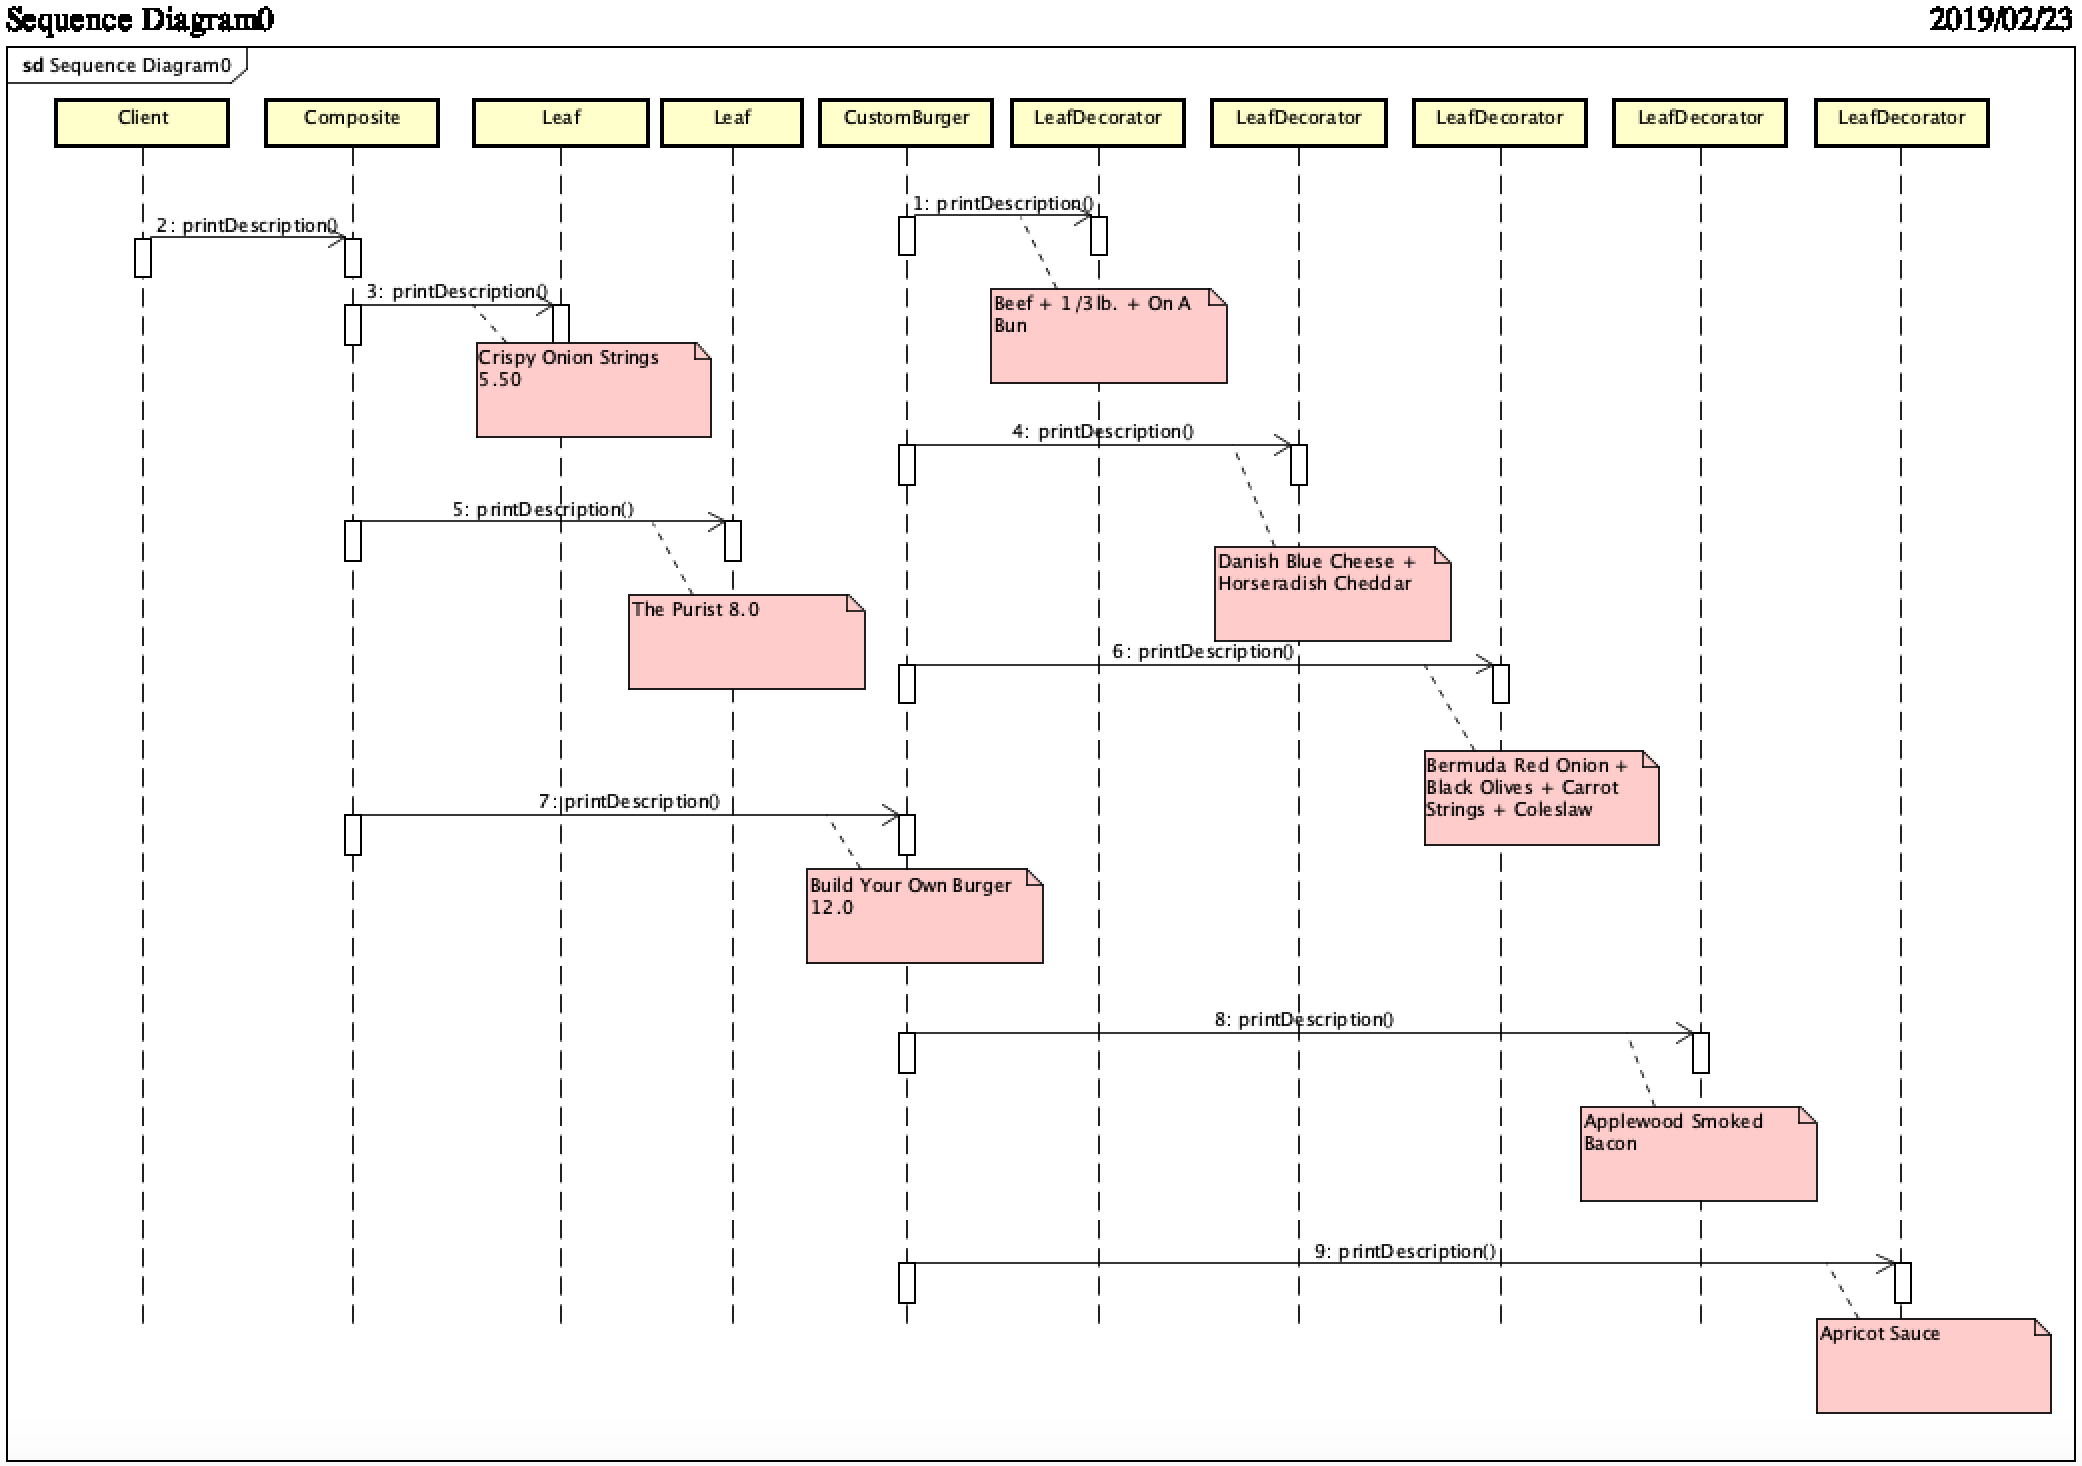 Sequence Diagram0
2019/02/23
sd Sequence Diagram0
Client
Composite
Leaf
Leaf
CustomBurger
LeafDecorator
LeafDecorator
LeafDecorator
LeafDecorator
LeafDecorator
1: printDescription()
2: printDescription()
3: printDescription()
Beef + 1/3lb. + On A
Bun
Crispy Onion Strings
5.50
4: printDescription()
5: printDescription()
Danish Blue Cheese +
Horseradish Cheddar
The Purist 8.0
6: printDescription()
Bermuda Red Onion +
Black Olives + Carrot
Strings + Coleslaw
7: printDescription()
Build Your Own Burger
12.0
8: printDescription()
Applewood Smoked
Bacon
9: printDescription()
Apricot Sauce